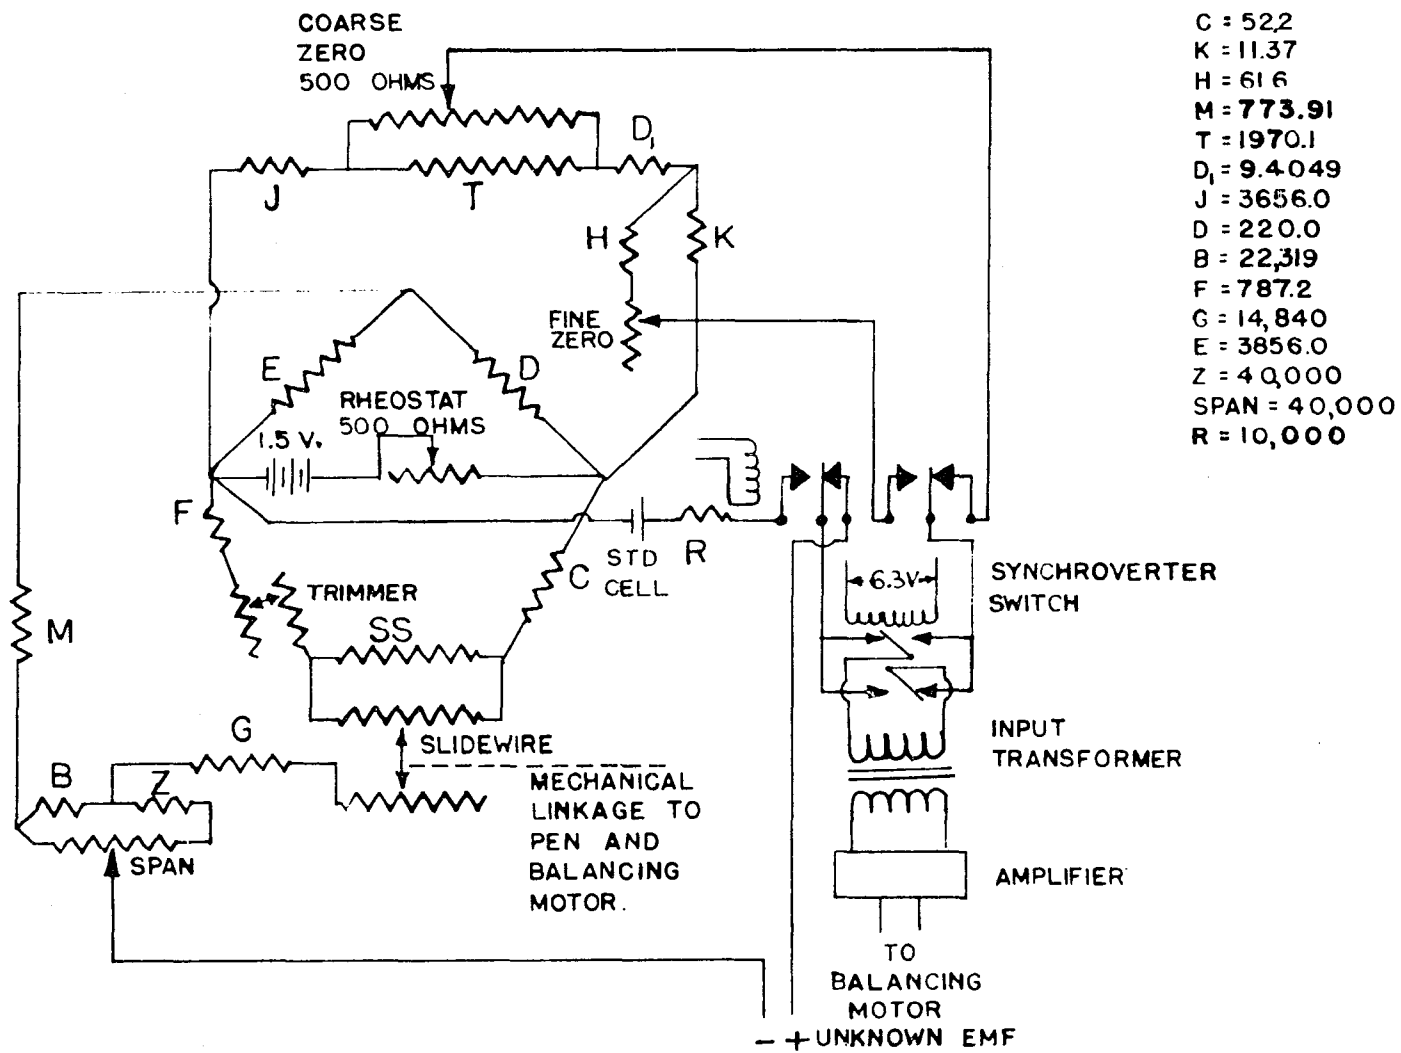 COARSE
ZERO
500 OHMS
D₁
J
T
H
K
FINE
ZERO
E
D
RHEOSTAT
500 OHMS
1.5 V.
F
STD
CELL
R
C
TRIMMER
SS
M
6.3V
SYNCHROVERTER
SWITCH
G
SLIDEWIRE
INPUT
TRANSFORMER
B
Z
SPAN
MECHANICAL
LINKAGE TO
PEN AND
BALANCING
MOTOR.
AMPLIFIER
TO
BALANCING
MOTOR
- + UNKNOWN EMF
C = 52,2
K = 11.37
H = 61 6
M = 773.91
T = 1970.1
D₁ = 9.4049
J = 3656.0
D = 220.0
B = 22,319
F = 787.2
G = 14,840
E = 3856.0
Z = 40,000
SPAN = 40,000
R = 10,000